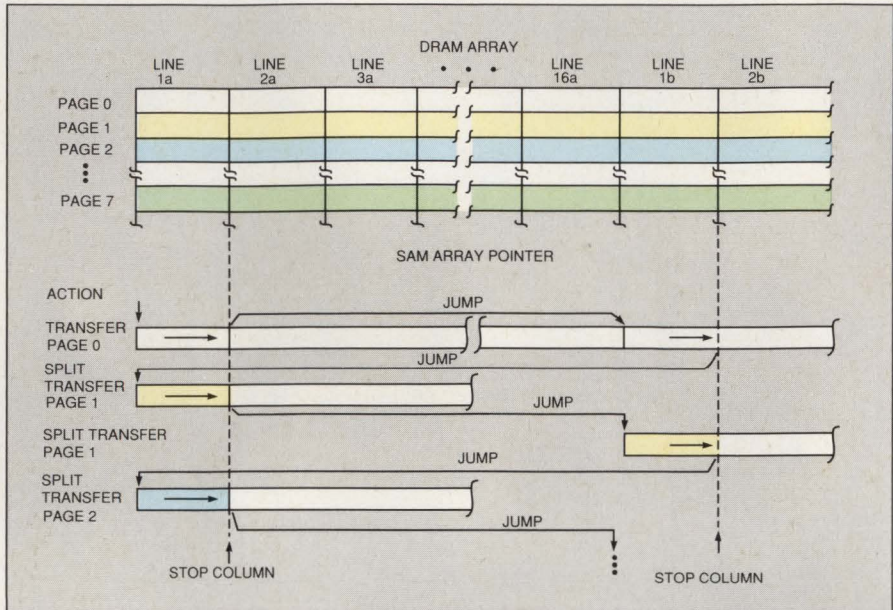 DRAM ARRAY
LINE 1a
LINE 2a
LINE 3a
• • •
LINE 16a
LINE 1b
LINE 2b
PAGE 0
PAGE 1
PAGE 2
PAGE 7
SAM ARRAY POINTER
ACTION
JUMP
TRANSFER
PAGE 0
JUMP
SPLIT
TRANSFER
PAGE 1
JUMP
SPLIT TRANSFER
PAGE 1
JUMP
SPLIT
TRANSFER
PAGE 2
JUMP
STOP COLUMN
STOP COLUMN